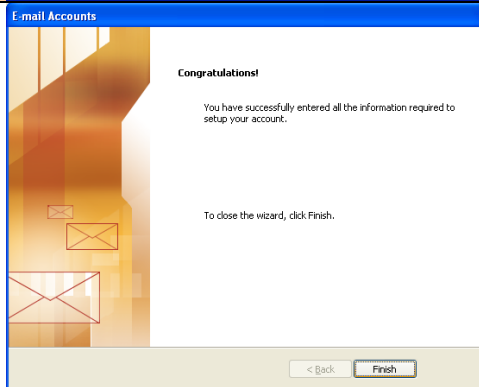 E-mail Accounts
Congratulations!
You have successfully entered all the information required to
setup your account.
To close the wizard, click Finish.
< Back
Finish